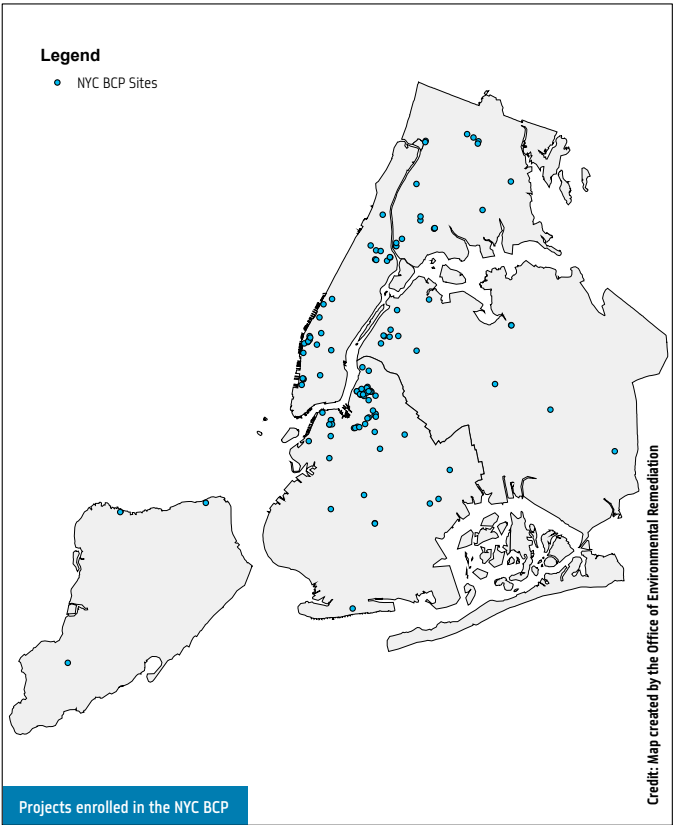 Legend
NYC BCP Sites
Credit: Map created by the Office of Environmental Remediation
Projects enrolled in the NYC BCP